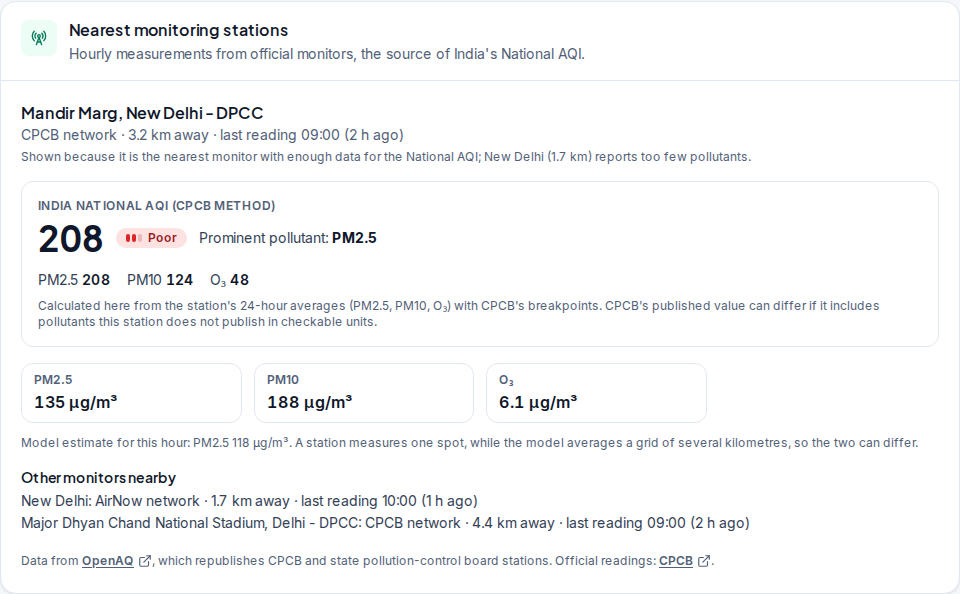 Nearest monitoring stations
Hourly measurements from official monitors, the source of India's National AQI.
Mandir Marg, New Delhi - DPCC
CPCB network · 3.2 km away · last reading 09:00 (2 h ago)
Shown because it is the nearest monitor with enough data for the National AQI; New Delhi (1.7 km) reports too few pollutants.
INDIA NATIONAL AQI (CPCB METHOD)
208 Poor Prominent pollutant: PM2.5
PM2.5 208 PM10 124 O₃ 48
Calculated here from the station's 24-hour averages (PM2.5, PM10, O₃) with CPCB's breakpoints. CPCB's published value can differ if it includes
pollutants this station does not publish in checkable units.
PM2.5 PM10 O₃
135 µg/m³ 188 µg/m³ 6.1 µg/m³
Model estimate for this hour: PM2.5 118 µg/m³. A station measures one spot, while the model averages a grid of several kilometres, so the two can differ.
Other monitors nearby
New Delhi: AirNow network · 1.7 km away · last reading 10:00 (1 h ago)
Major Dhyan Chand National Stadium, Delhi - DPCC: CPCB network · 4.4 km away · last reading 09:00 (2 h ago)
Data from OpenAQ, which republishes CPCB and state pollution-control board stations. Official readings: CPCB.